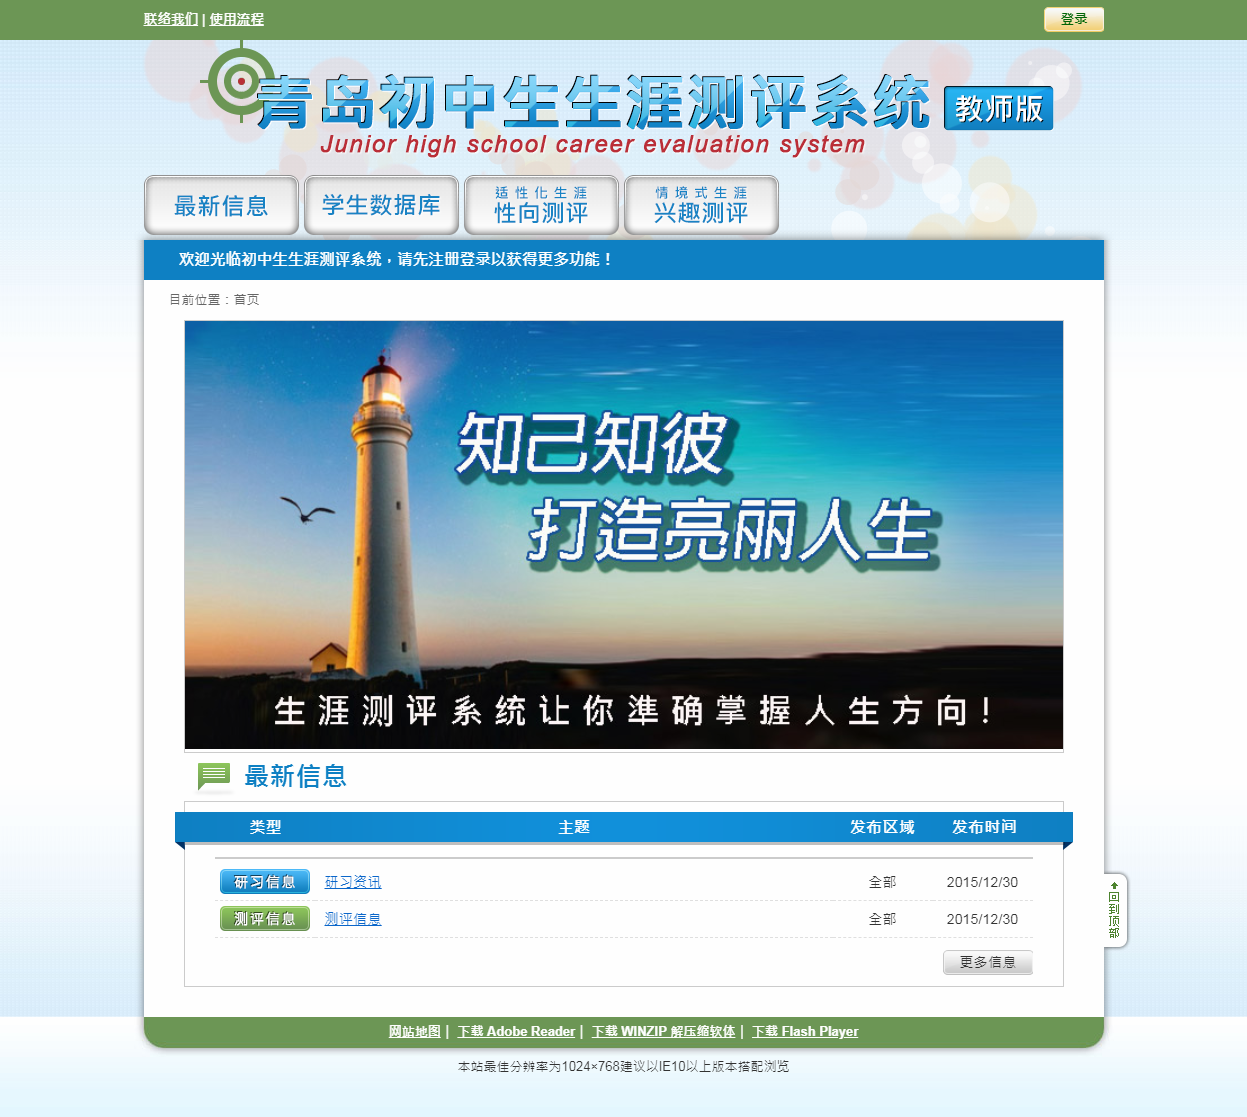 联络我们 | 使用流程
登录
青岛初中生生涯测评系统 教师版
Junior high school career evaluation system
最新信息
学生数据库
适性化生涯
性向测评
情境式生涯
兴趣测评
欢迎光临初中生生涯测评系统，请先注册登录以获得更多功能！
目前位置：首页
知己知彼
打造亮丽人生
生涯测评系统让你準确掌握人生方向!
最新信息
类型 主题 发布区域 发布时间
研习信息 研习资讯 全部 2015/12/30
测评信息 测评信息 全部 2015/12/30
回到顶部
更多信息
网站地图 | 下载 Adobe Reader | 下载 WINZIP 解压缩软体 | 下载 Flash Player
本站最佳分辨率为1024×768建议以IE10以上版本搭配浏览